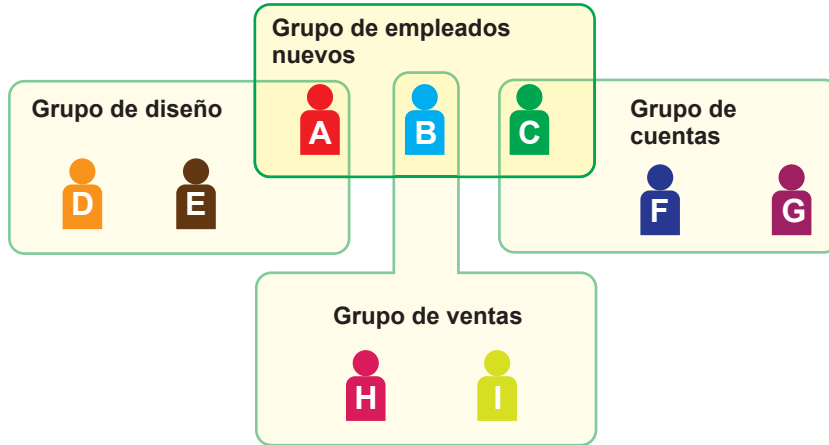 Grupo de empleados
nuevos
Grupo de diseño
Grupo de
cuentas
A
B
C
D
E
F
G
Grupo de ventas
H
I